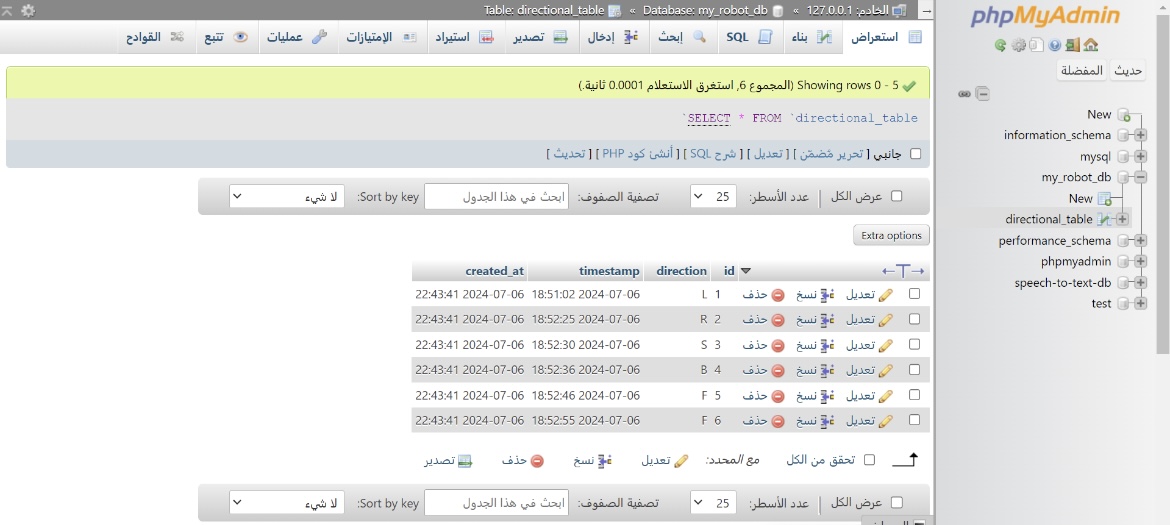 الخادم: 127.0.0.1 » Database: my_robot_db » Table: directional_table
استعراض بناء SQL إبحث إدخال تصدير استيراد الإمتيازات عمليات تتبع القوادح
Showing rows 0 - 5 (المجموع 6, استغرق الاستعلام 0.0001 ثانية.)
SELECT * FROM `directional_table`
جانبي [ تحرير مُضمّن ] [ تعديل ] [ شرح SQL ] [ أنشئ كود PHP ] [ تحديث ]
عرض الكل | عدد الأسطر: 25 تصفية الصفوف: ابحث في هذا الجدول Sort by key: لا شيء
Extra options
id direction timestamp created_at
تعديل نسخ حذف 1 L 2024-07-06 18:51:02 2024-07-06 22:43:41
تعديل نسخ حذف 2 R 2024-07-06 18:52:25 2024-07-06 22:43:41
تعديل نسخ حذف 3 S 2024-07-06 18:52:30 2024-07-06 22:43:41
تعديل نسخ حذف 4 B 2024-07-06 18:52:36 2024-07-06 22:43:41
تعديل نسخ حذف 5 F 2024-07-06 18:52:46 2024-07-06 22:43:41
تعديل نسخ حذف 6 F 2024-07-06 18:52:55 2024-07-06 22:43:41
تحقق من الكل مع المحدد: تعديل نسخ حذف تصدير
عرض الكل | عدد الأسطر: 25 تصفية الصفوف: ابحث في هذا الجدول Sort by key: لا شيء
phpMyAdmin
حديث المفضلة
New
information_schema
mysql
my_robot_db
New
directional_table
performance_schema
phpmyadmin
speech-to-text-db
test